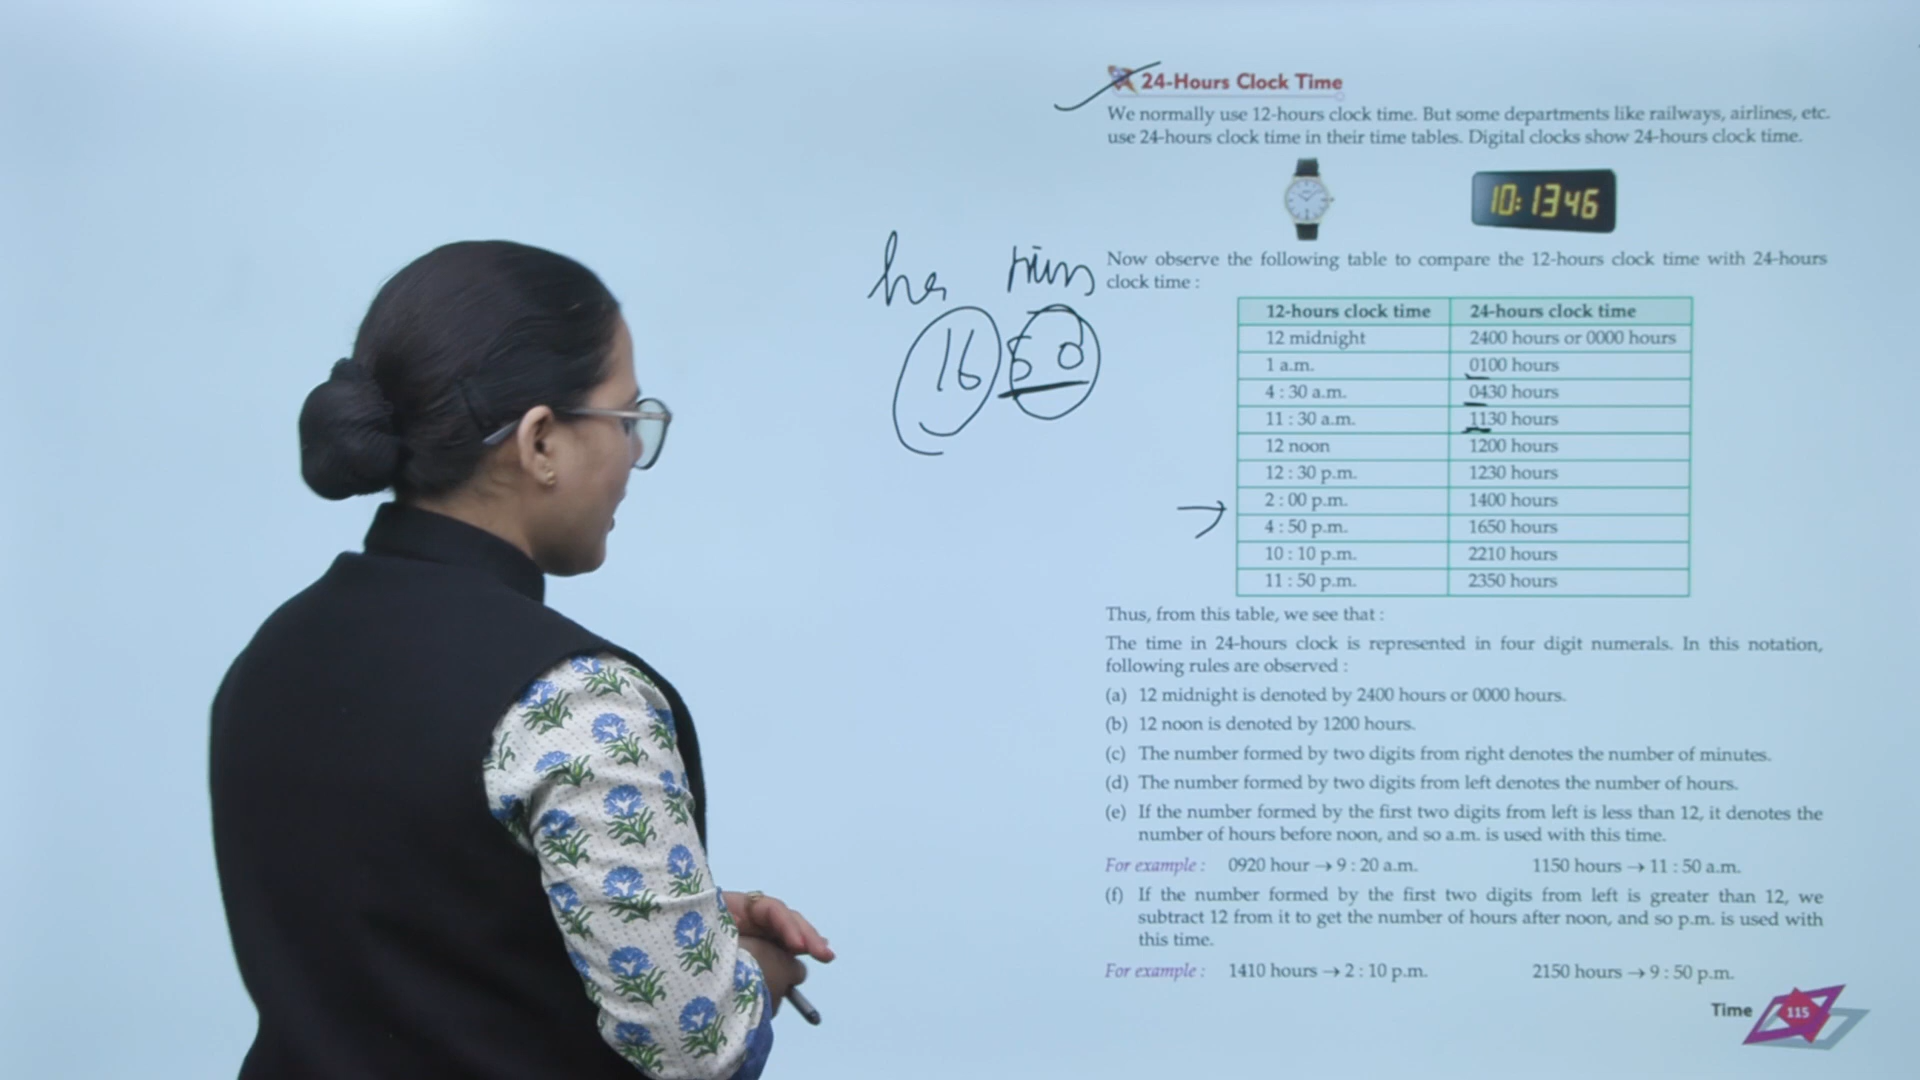 24-Hours Clock Time
We normally use 12-hours clock time. But some departments like railways, airlines, etc.
use 24-hours clock time in their time tables. Digital clocks show 24-hours clock time.
10:1346
Now observe the following table to compare the 12-hours clock time with 24-hours
clock time :
hrs mins
16 50
12-hours clock time 24-hours clock time
12 midnight 2400 hours or 0000 hours
1 a.m. 0100 hours
4 : 30 a.m. 0430 hours
11 : 30 a.m. 1130 hours
12 noon 1200 hours
12 : 30 p.m. 1230 hours
2 : 00 p.m. 1400 hours
4 : 50 p.m. 1650 hours
10 : 10 p.m. 2210 hours
11 : 50 p.m. 2350 hours
Thus, from this table, we see that :
The time in 24-hours clock is represented in four digit numerals. In this notation,
following rules are observed :
(a) 12 midnight is denoted by 2400 hours or 0000 hours.
(b) 12 noon is denoted by 1200 hours.
(c) The number formed by two digits from right denotes the number of minutes.
(d) The number formed by two digits from left denotes the number of hours.
(e) If the number formed by the first two digits from left is less than 12, it denotes the
number of hours before noon, and so a.m. is used with this time.
For example : 0920 hour → 9 : 20 a.m. 1150 hours → 11 : 50 a.m.
(f) If the number formed by the first two digits from left is greater than 12, we
subtract 12 from it to get the number of hours after noon, and so p.m. is used with
this time.
For example : 1410 hours → 2 : 10 p.m. 2150 hours → 9 : 50 p.m.
Time 115